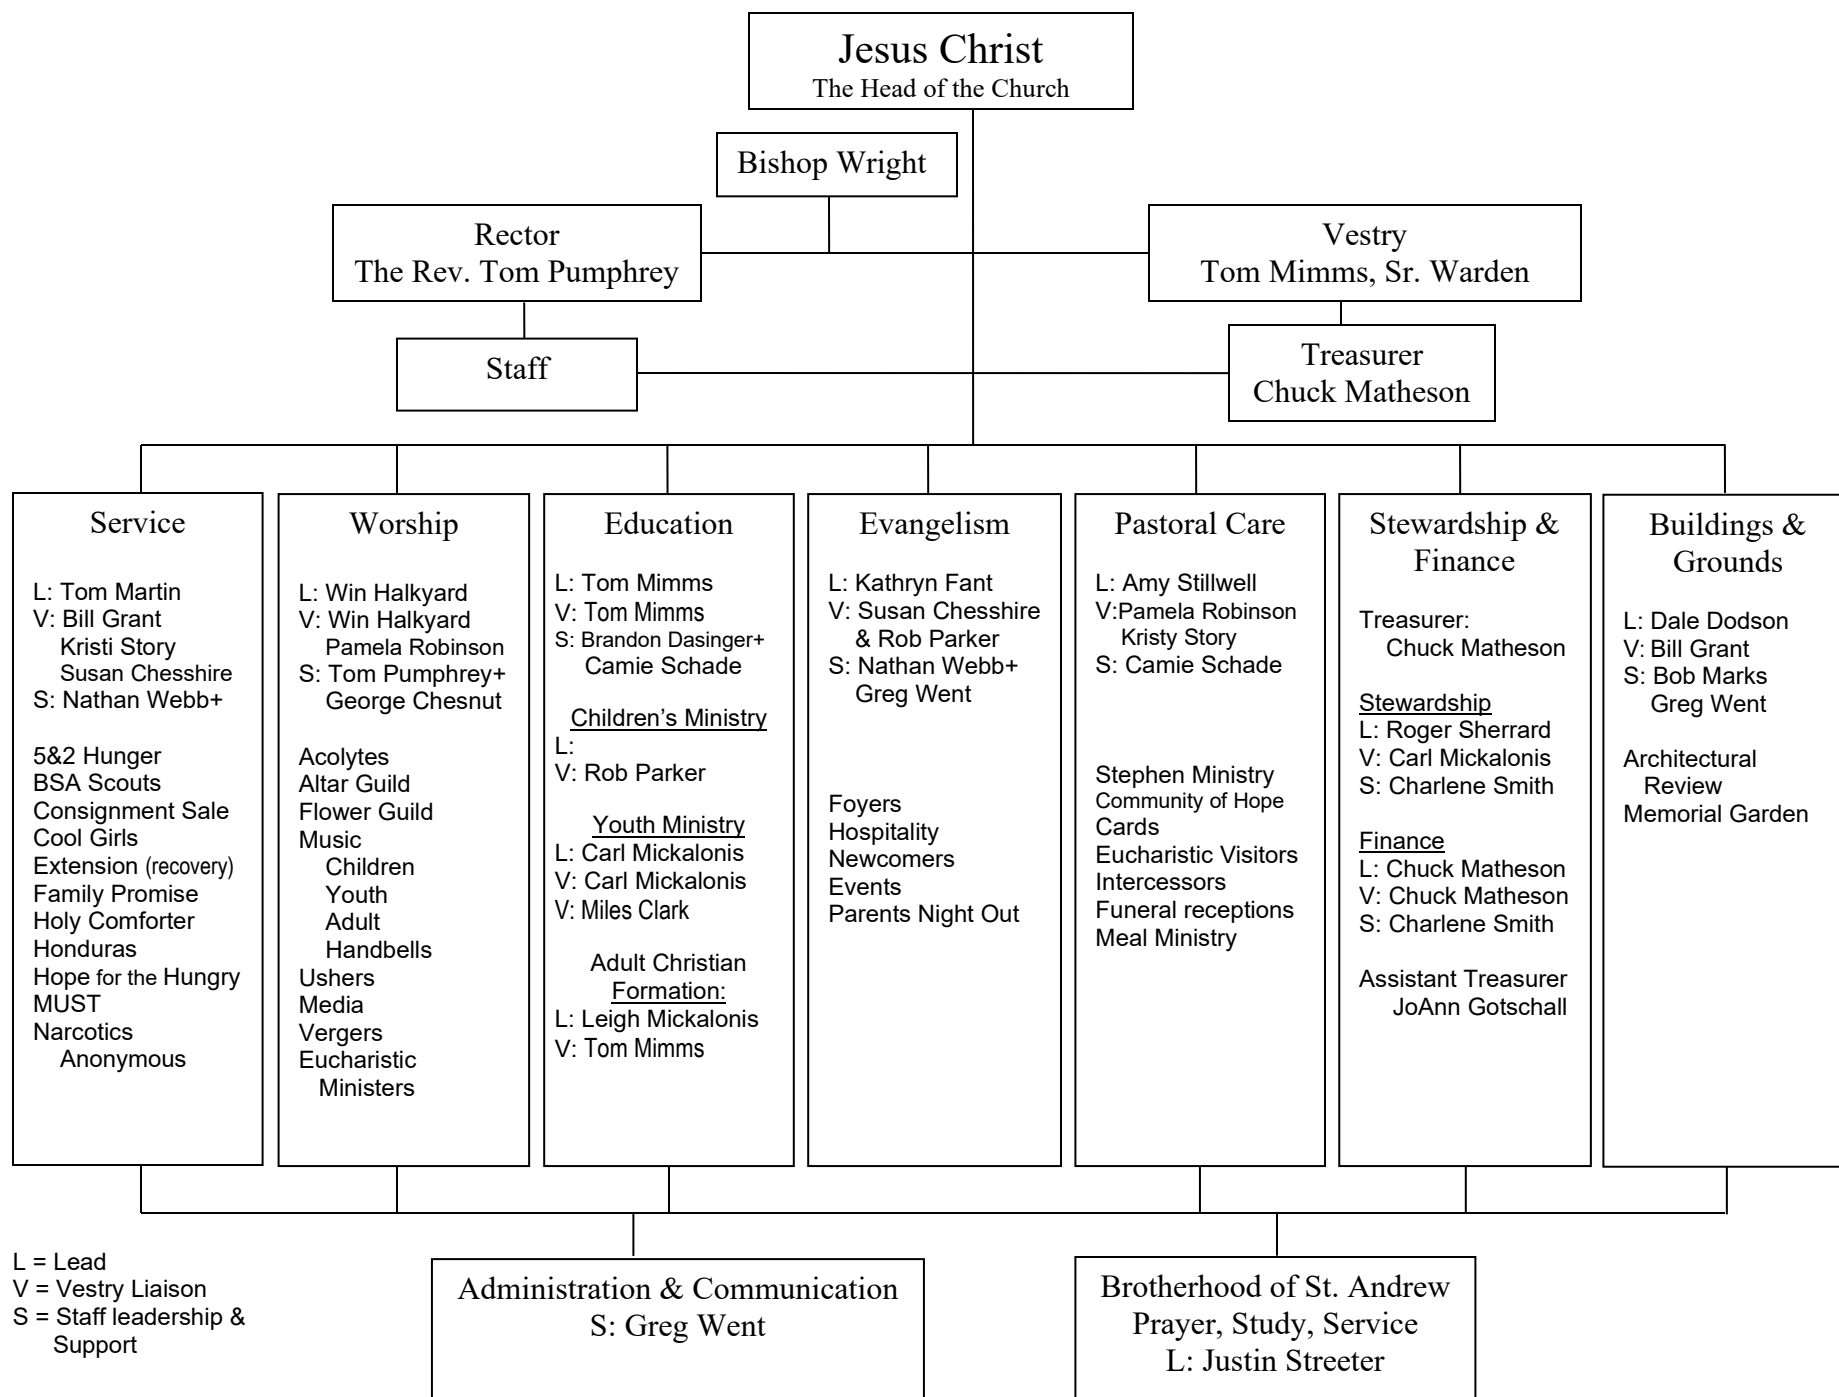 Jesus Christ
The Head of the Church
Bishop Wright
Rector
The Rev. Tom Pumphrey
Vestry
Tom Mimms, Sr. Warden
Staff
Treasurer
Chuck Matheson
Service
L: Tom Martin
V: Bill Grant
Kristi Story
Susan Chesshire
S: Nathan Webb+
5&2 Hunger
BSA Scouts
Consignment Sale
Cool Girls
Extension (recovery)
Family Promise
Holy Comforter
Honduras
Hope for the Hungry
MUST
Narcotics
Anonymous
Worship
L: Win Halkyard
V: Win Halkyard
Pamela Robinson
S: Tom Pumphrey+
George Chesnut
Acolytes
Altar Guild
Flower Guild
Music
Children
Youth
Adult
Handbells
Ushers
Media
Vergers
Eucharistic
Ministers
Education
L: Tom Mimms
V: Tom Mimms
S: Brandon Dasinger+
Camie Schade
Children’s Ministry
L:
V: Rob Parker
Youth Ministry
L: Carl Mickalonis
V: Carl Mickalonis
V: Miles Clark
Adult Christian
Formation:
L: Leigh Mickalonis
V: Tom Mimms
Evangelism
L: Kathryn Fant
V: Susan Chesshire
& Rob Parker
S: Nathan Webb+
Greg Went
Foyers
Hospitality
Newcomers
Events
Parents Night Out
Pastoral Care
L: Amy Stillwell
V:Pamela Robinson
Kristy Story
S: Camie Schade
Stephen Ministry
Community of Hope
Cards
Eucharistic Visitors
Intercessors
Funeral receptions
Meal Ministry
Stewardship &
Finance
Treasurer:
Chuck Matheson
Stewardship
L: Roger Sherrard
V: Carl Mickalonis
S: Charlene Smith
Finance
L: Chuck Matheson
V: Chuck Matheson
S: Charlene Smith
Assistant Treasurer
JoAnn Gotschall
Buildings &
Grounds
L: Dale Dodson
V: Bill Grant
S: Bob Marks
Greg Went
Architectural
Review
Memorial Garden
L = Lead
V = Vestry Liaison
S = Staff leadership &
Support
Administration & Communication
S: Greg Went
Brotherhood of St. Andrew
Prayer, Study, Service
L: Justin Streeter